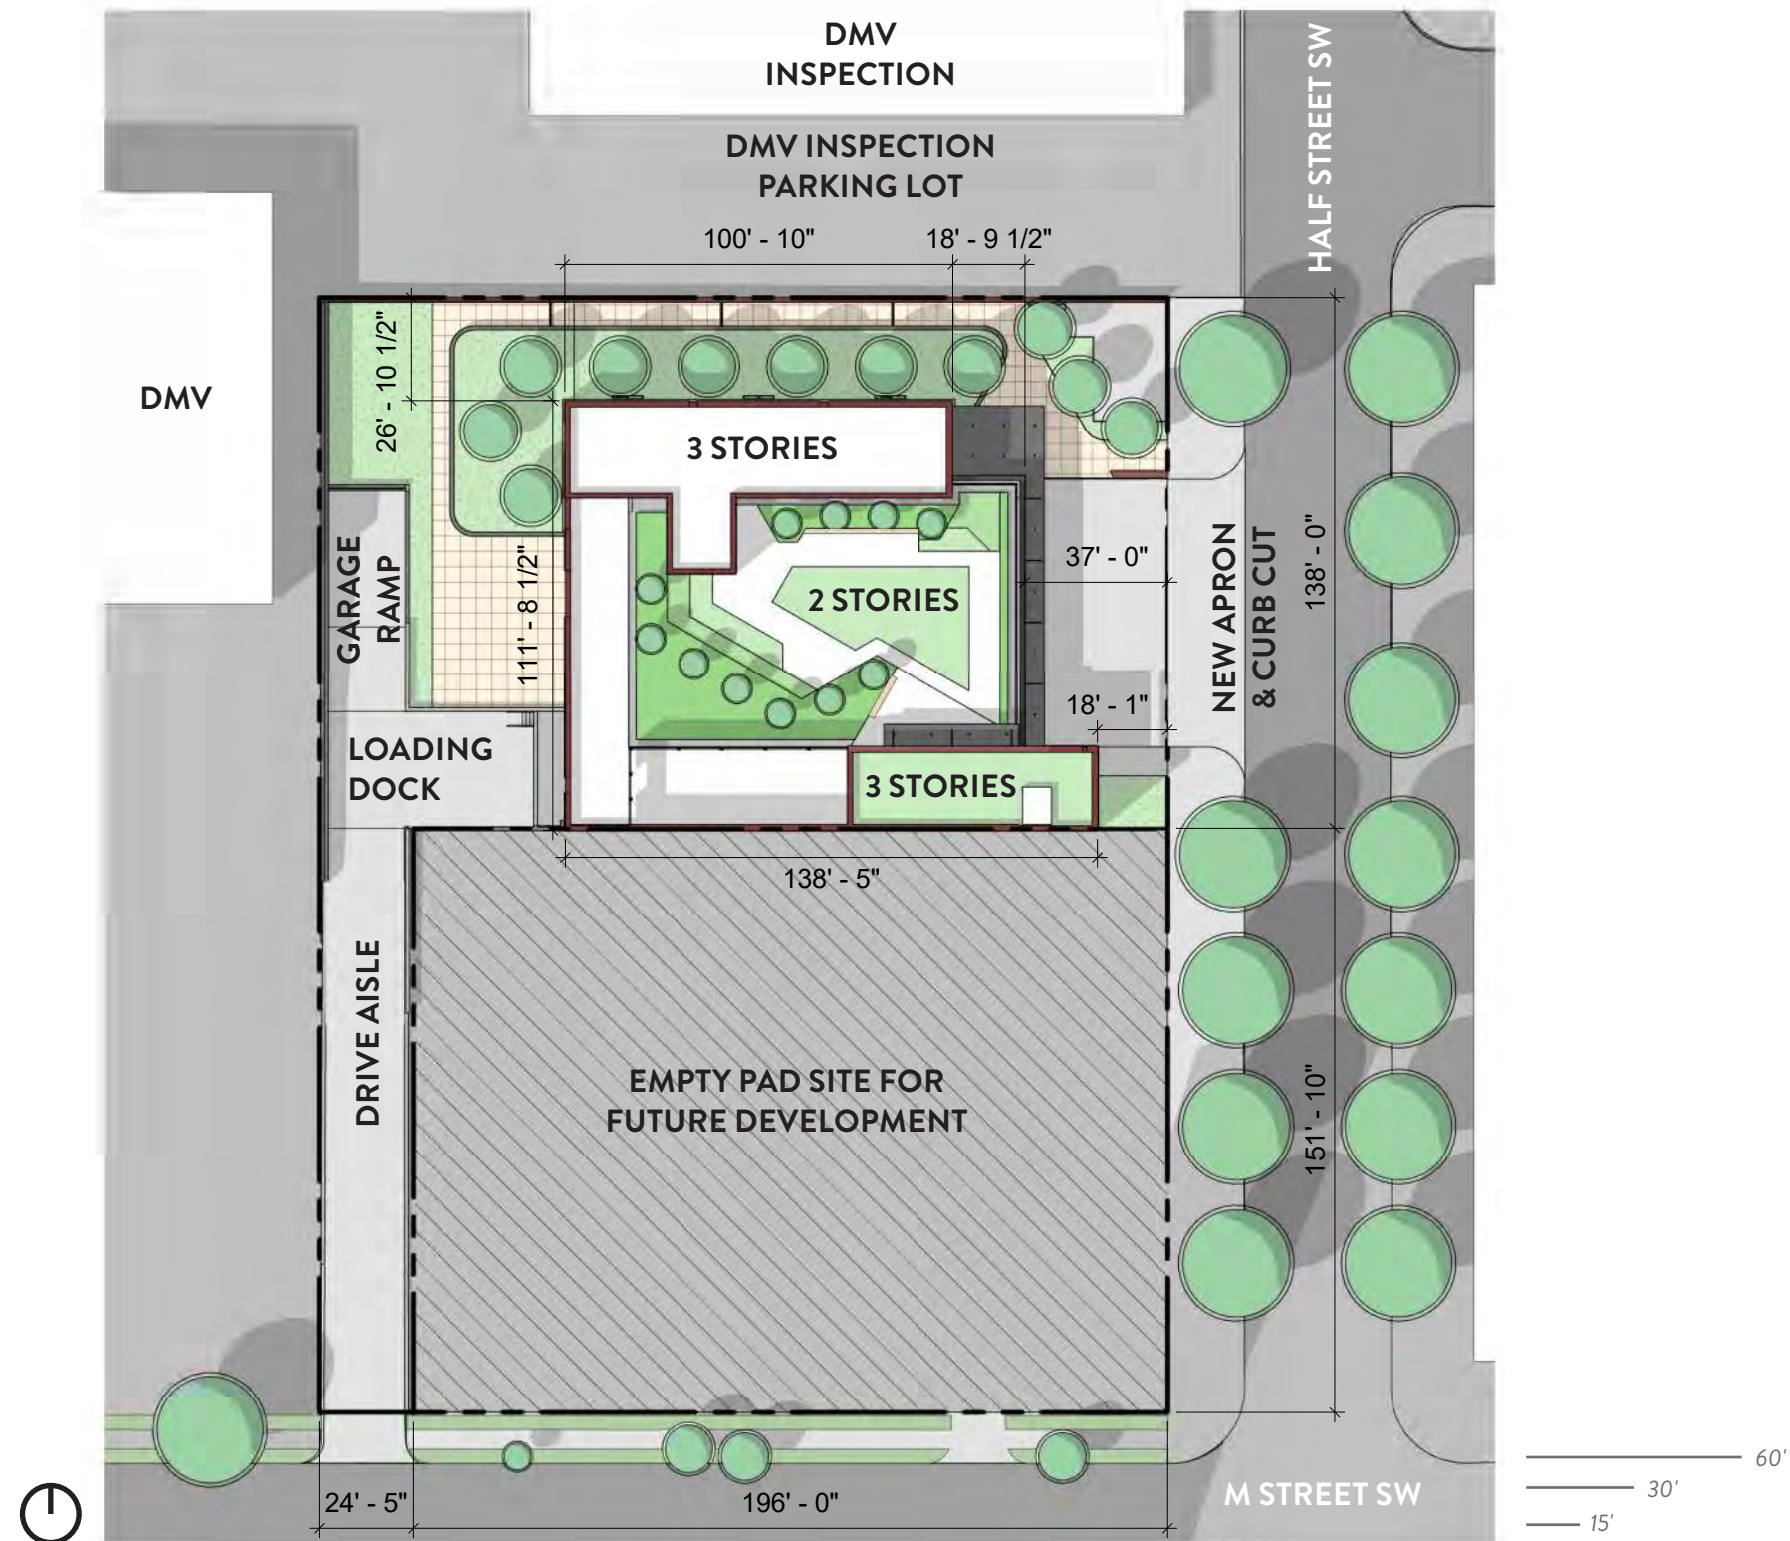 DMV
INSPECTION
HALF STREET SW
DMV INSPECTION
PARKING LOT
100' - 10"
18' - 9 1/2"
26' - 10 1/2"
DMV
3 STORIES
GARAGE
RAMP
111' - 8 1/2"
2 STORIES
37' - 0"
NEW APRON
& CURB CUT
138' - 0"
18' - 1"
LOADING
DOCK
3 STORIES
138' - 5"
DRIVE AISLE
EMPTY PAD SITE FOR
FUTURE DEVELOPMENT
151' - 10"
24' - 5"
196' - 0"
M STREET SW
60'
30'
15'